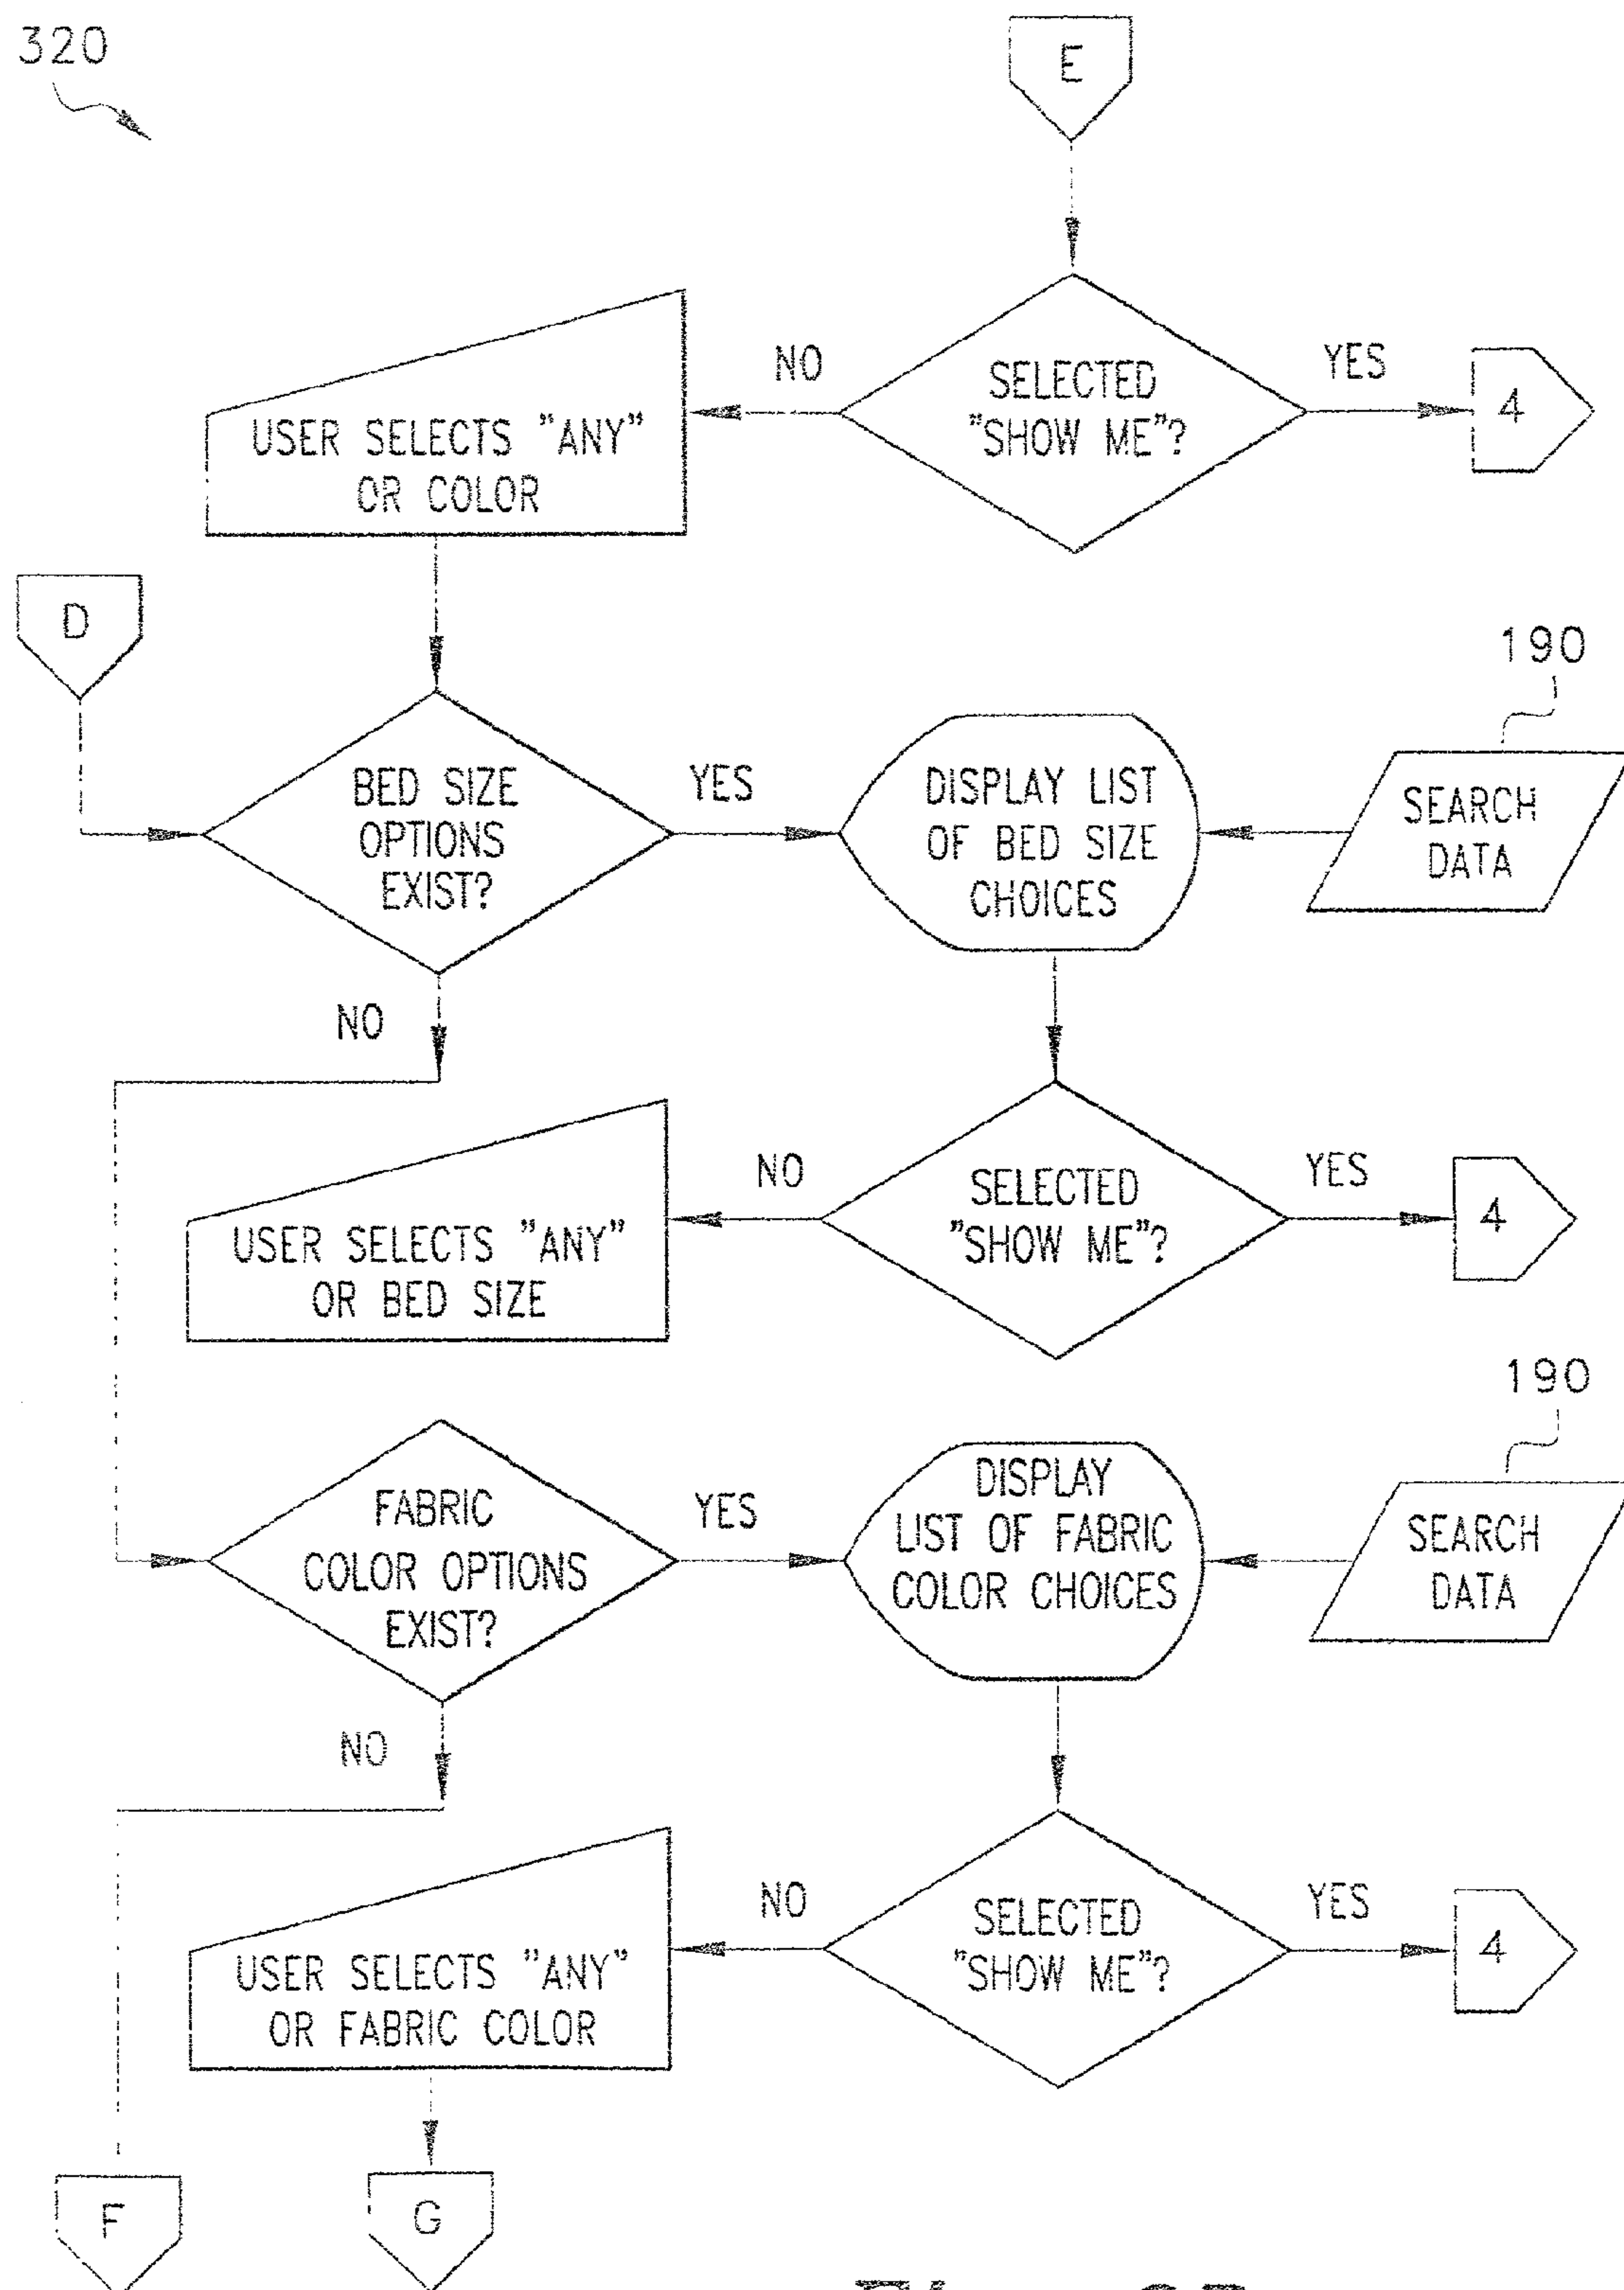 320
E
NO
SELECTED
"SHOW ME"?
YES
4
USER SELECTS "ANY"
OR COLOR
D
190
BED SIZE
OPTIONS
EXIST?
YES
DISPLAY LIST
OF BED SIZE
CHOICES
SEARCH
DATA
NO
NO
SELECTED
"SHOW ME"?
YES
4
USER SELECTS "ANY"
OR BED SIZE
190
FABRIC
COLOR OPTIONS
EXIST?
YES
DISPLAY
LIST OF FABRIC
COLOR CHOICES
SEARCH
DATA
NO
NO
SELECTED
"SHOW ME"?
YES
4
USER SELECTS "ANY"
OR FABRIC COLOR
F
G